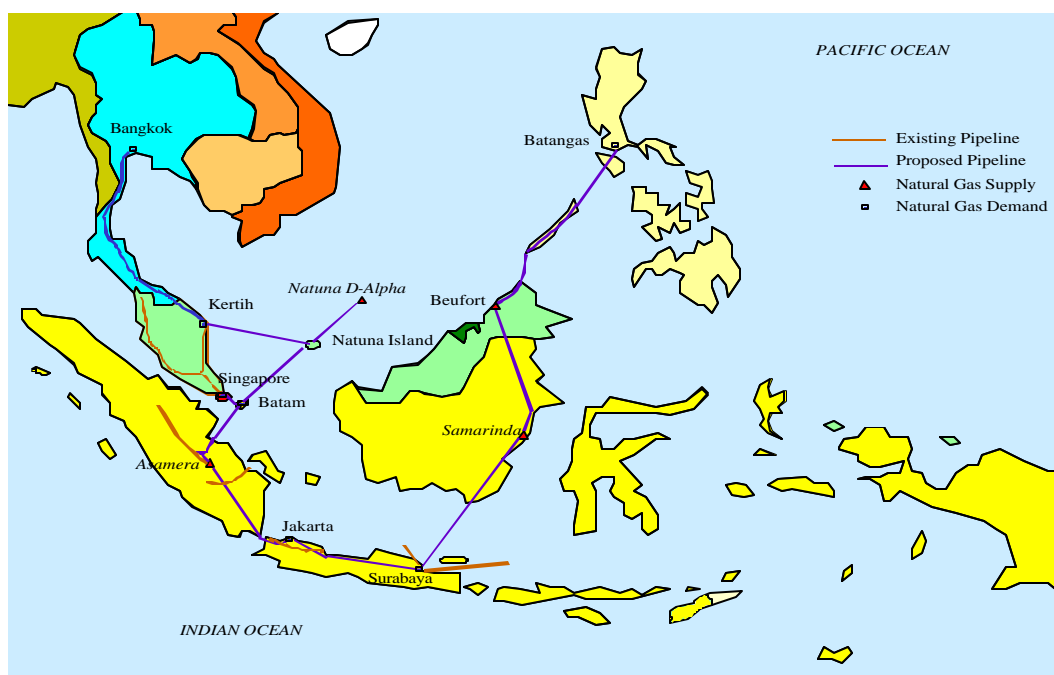 PACIFIC OCEAN
Bangkok
Batangas
Existing Pipeline
Proposed Pipeline
Natural Gas Supply
Natural Gas Demand
Natuna D-Alpha
Kertih
Beufort
Natuna Island
Singapore
Batam
Samarinda
Asamera
Jakarta
Surabaya
INDIAN OCEAN